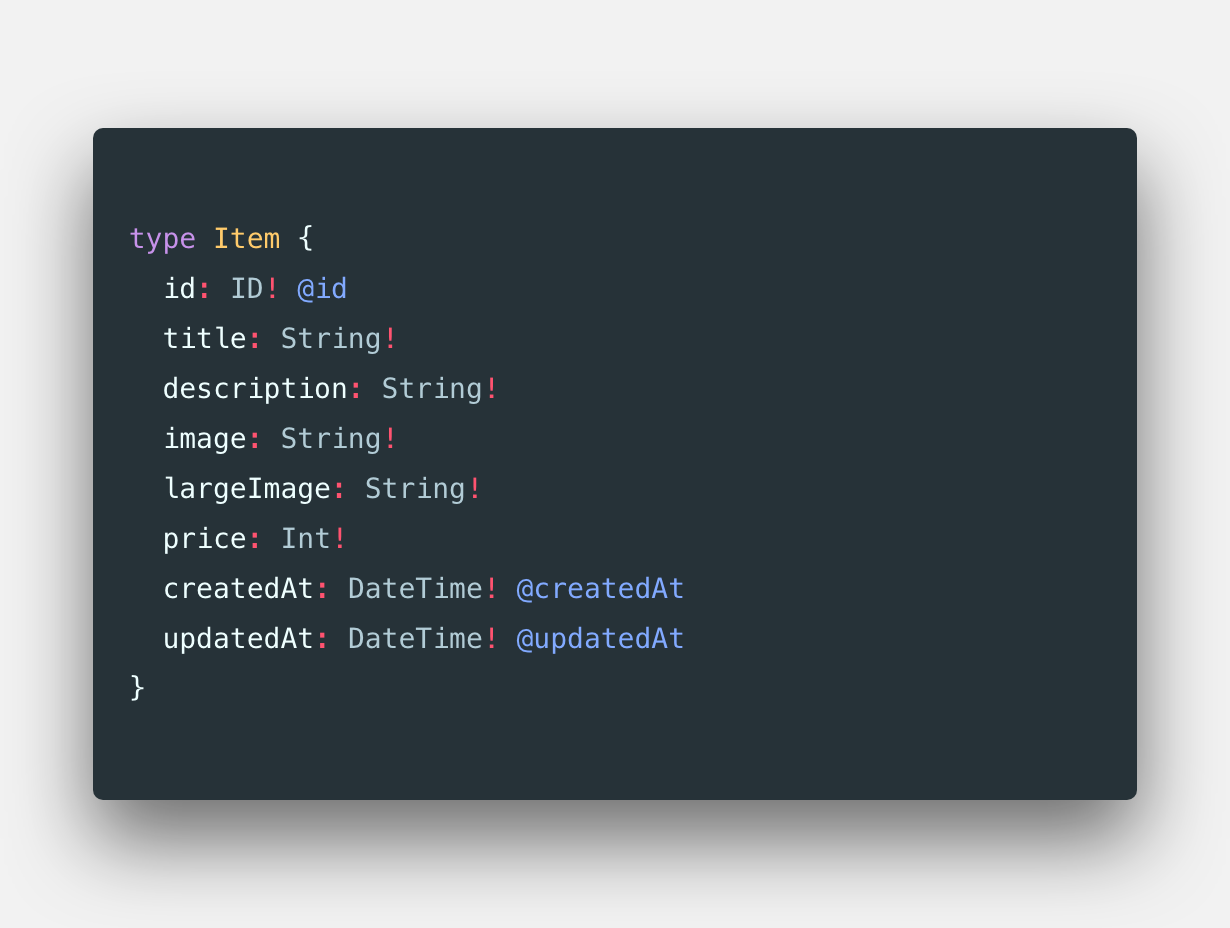 type Item {
  id: ID! @id
  title: String!
  description: String!
  image: String!
  largeImage: String!
  price: Int!
  createdAt: DateTime! @createdAt
  updatedAt: DateTime! @updatedAt
}